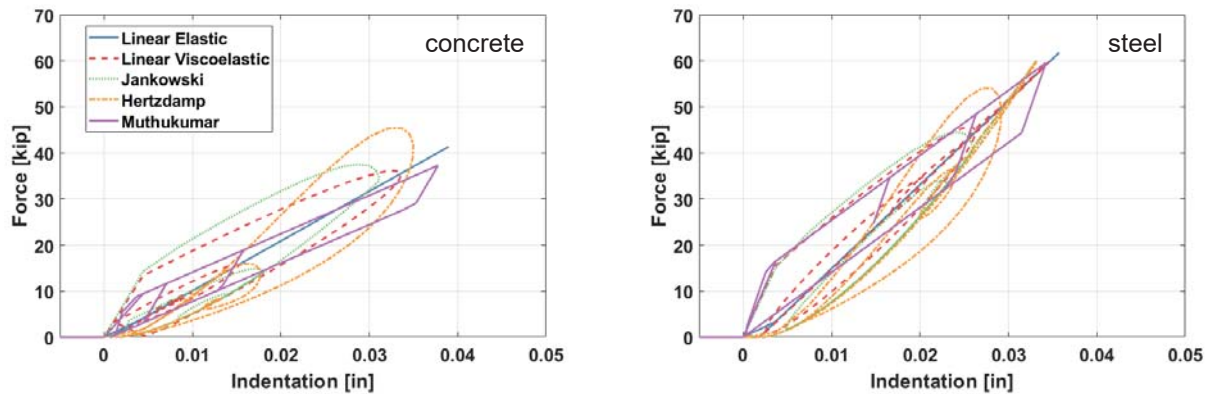 70
60
50
40
30
20
10
0
Force [kip]
Linear Elastic
Linear Viscoelastic
Jankowski
Hertzdamp
Muthukumar
concrete
0 0.01 0.02 0.03 0.04 0.05
Indentation [in]
70
60
50
40
30
20
10
0
Force [kip]
steel
0 0.01 0.02 0.03 0.04 0.05
Indentation [in]